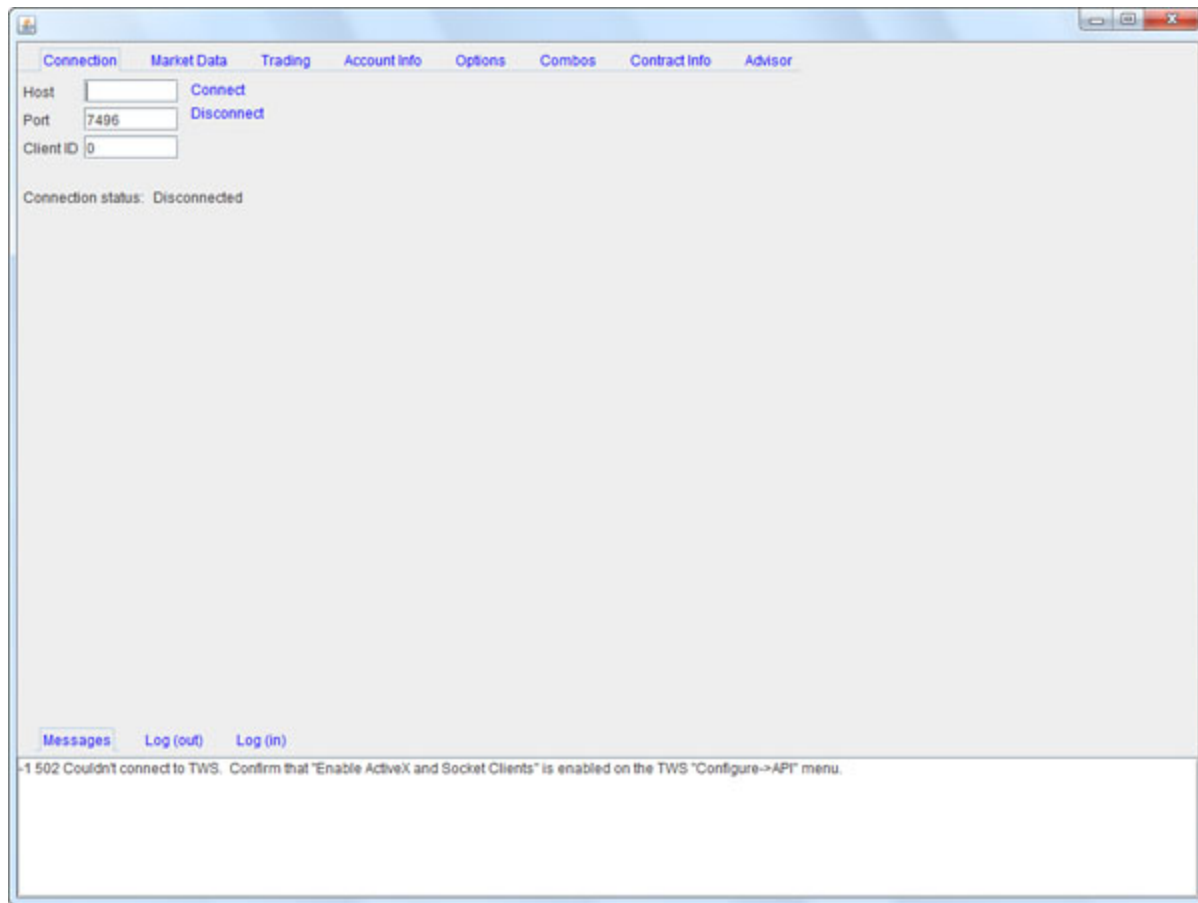 Connection Market Data Trading Account Info Options Combos Contract Info Advisor
Host Connect
Port 7496 Disconnect
Client ID 0
Connection status: Disconnected
Messages Log (out) Log (in)
-1 502 Couldn't connect to TWS. Confirm that "Enable ActiveX and Socket Clients" is enabled on the TWS "Configure->API" menu.